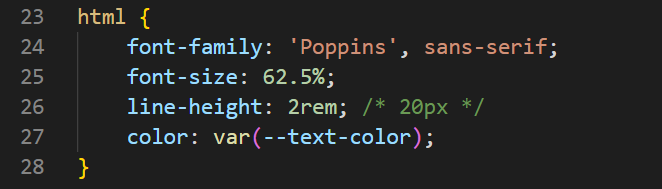 23 html {
24     font-family: 'Poppins', sans-serif;
25     font-size: 62.5%;
26     line-height: 2rem; /* 20px */
27     color: var(--text-color);
28 }